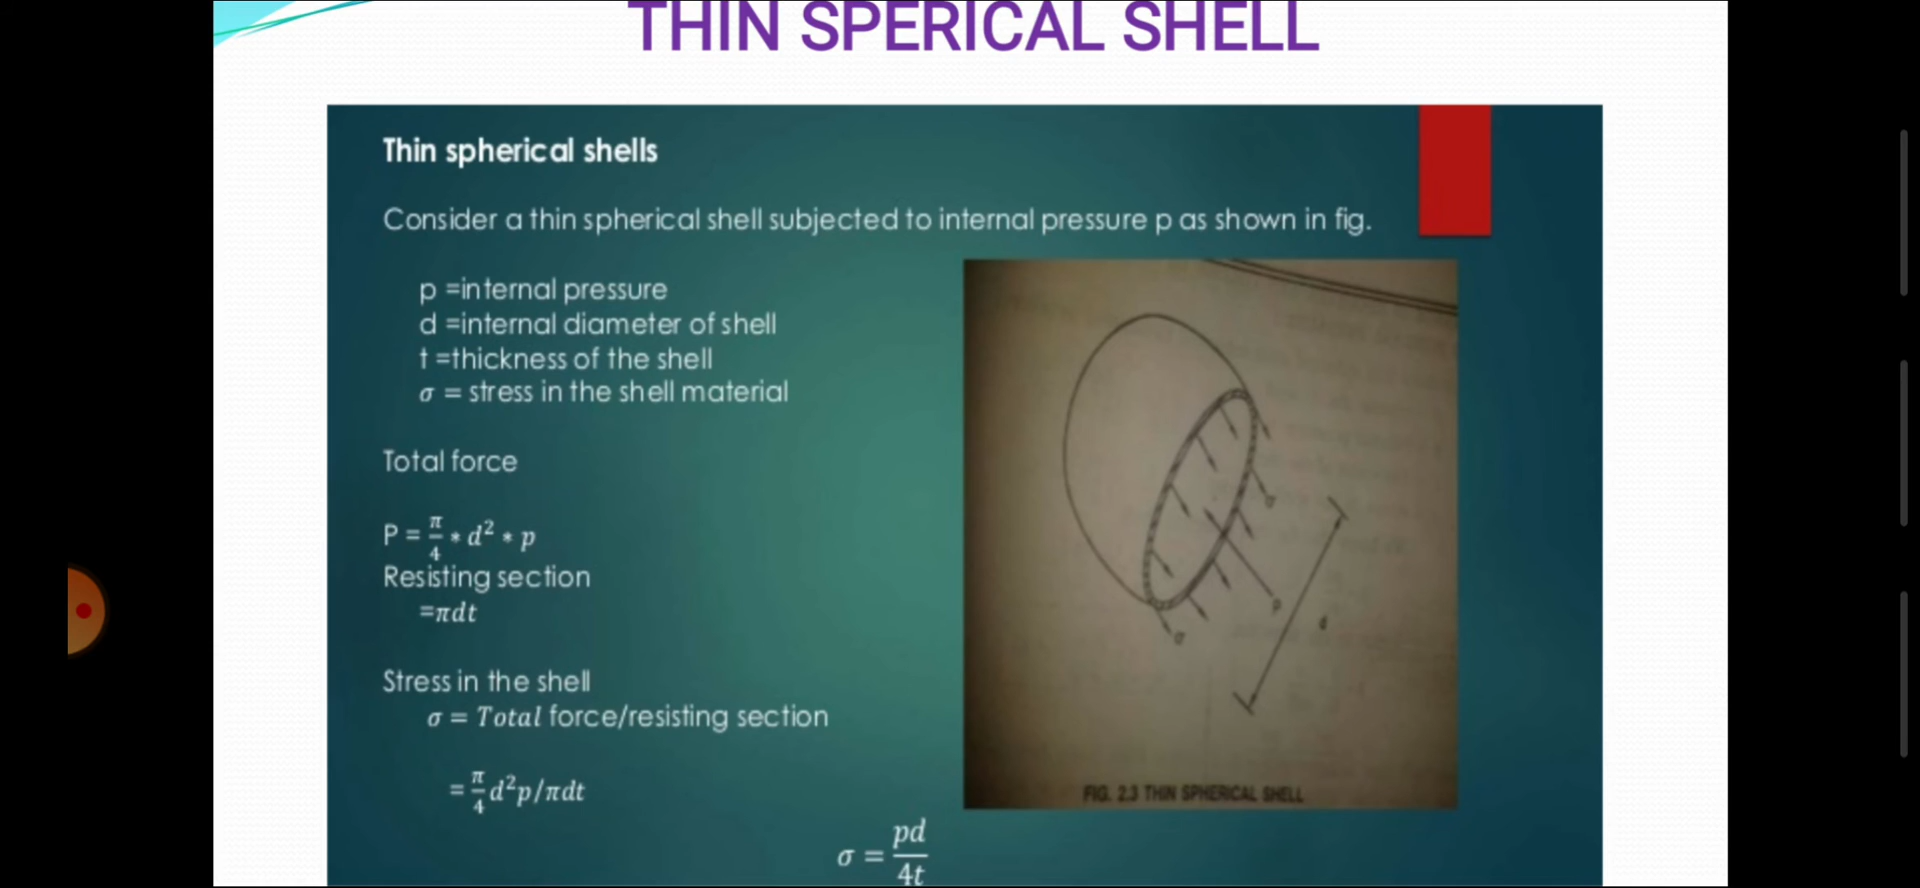 THIN SPERICAL SHELL
Thin spherical shells
Consider a thin spherical shell subjected to internal pressure p as shown in fig.
p =internal pressure
d =internal diameter of shell
t =thickness of the shell
σ = stress in the shell material
Total force
P = π/4 * d² * p
Resisting section
=πdt
Stress in the shell
σ = Total force/resisting section
= π/4 d²p/πdt
σ = pd/4t
σ
p
d
σ
FIG. 2.3 THIN SPHERICAL SHELL